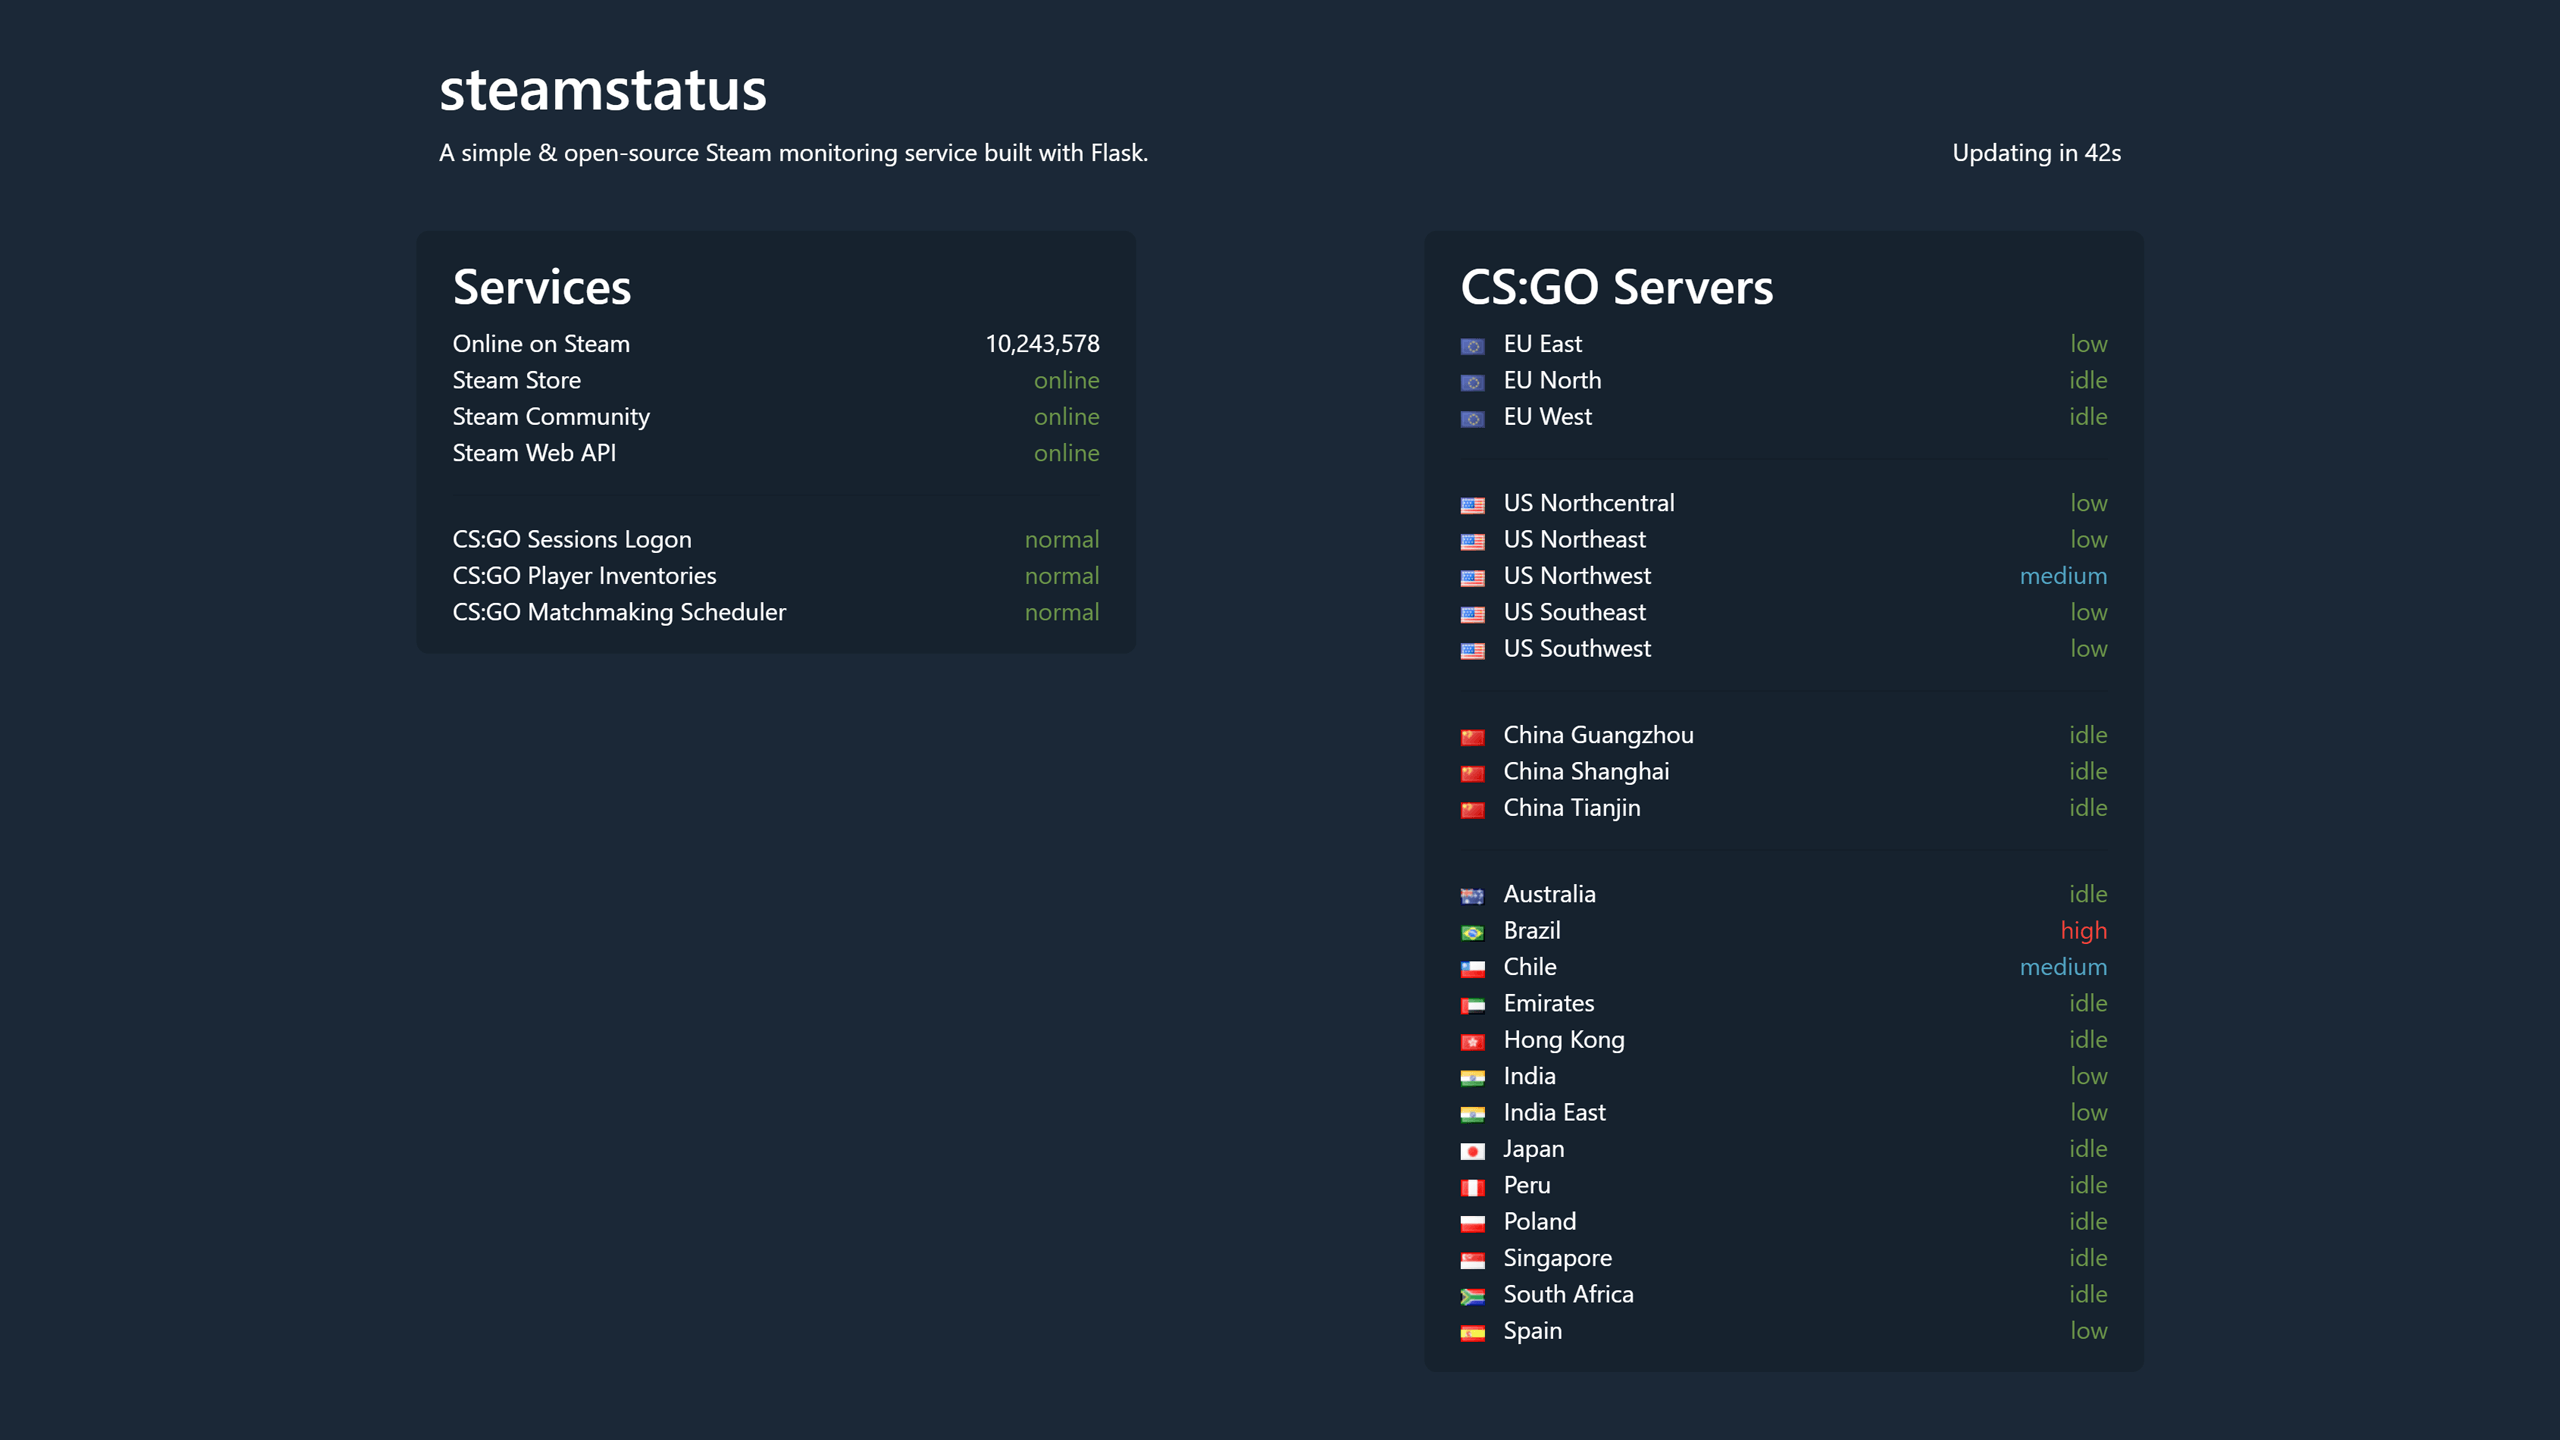 steamstatus
A simple & open-source Steam monitoring service built with Flask.
Updating in 42s
Services
Online on Steam 10,243,578
Steam Store online
Steam Community online
Steam Web API online
CS:GO Sessions Logon normal
CS:GO Player Inventories normal
CS:GO Matchmaking Scheduler normal
CS:GO Servers
EU East low
EU North idle
EU West idle
US Northcentral low
US Northeast low
US Northwest medium
US Southeast low
US Southwest low
China Guangzhou idle
China Shanghai idle
China Tianjin idle
Australia idle
Brazil high
Chile medium
Emirates idle
Hong Kong idle
India low
India East low
Japan idle
Peru idle
Poland idle
Singapore idle
South Africa idle
Spain low